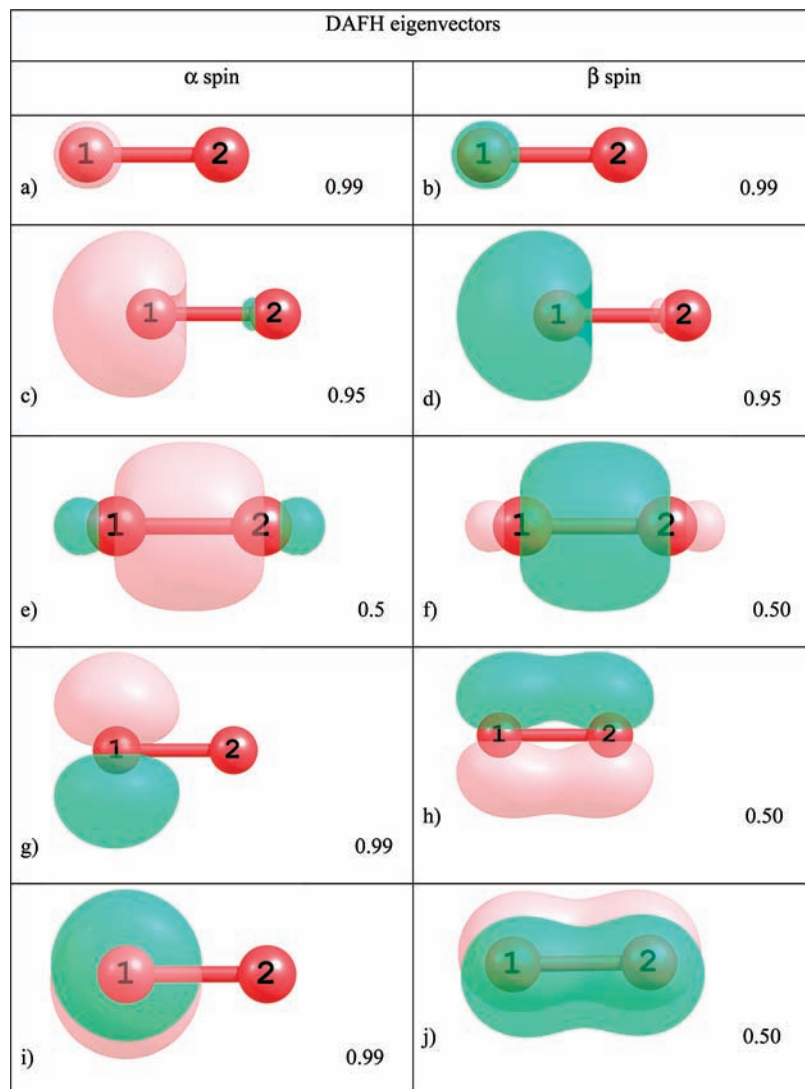 DAFH eigenvectors
α spin
β spin
1 2
a) 0.99
1 2
b) 0.99
1 2
c) 0.95
1 2
d) 0.95
1 2
e) 0.5
1 2
f) 0.50
1 2
g) 0.99
1 2
h) 0.50
1 2
i) 0.99
1 2
j) 0.50